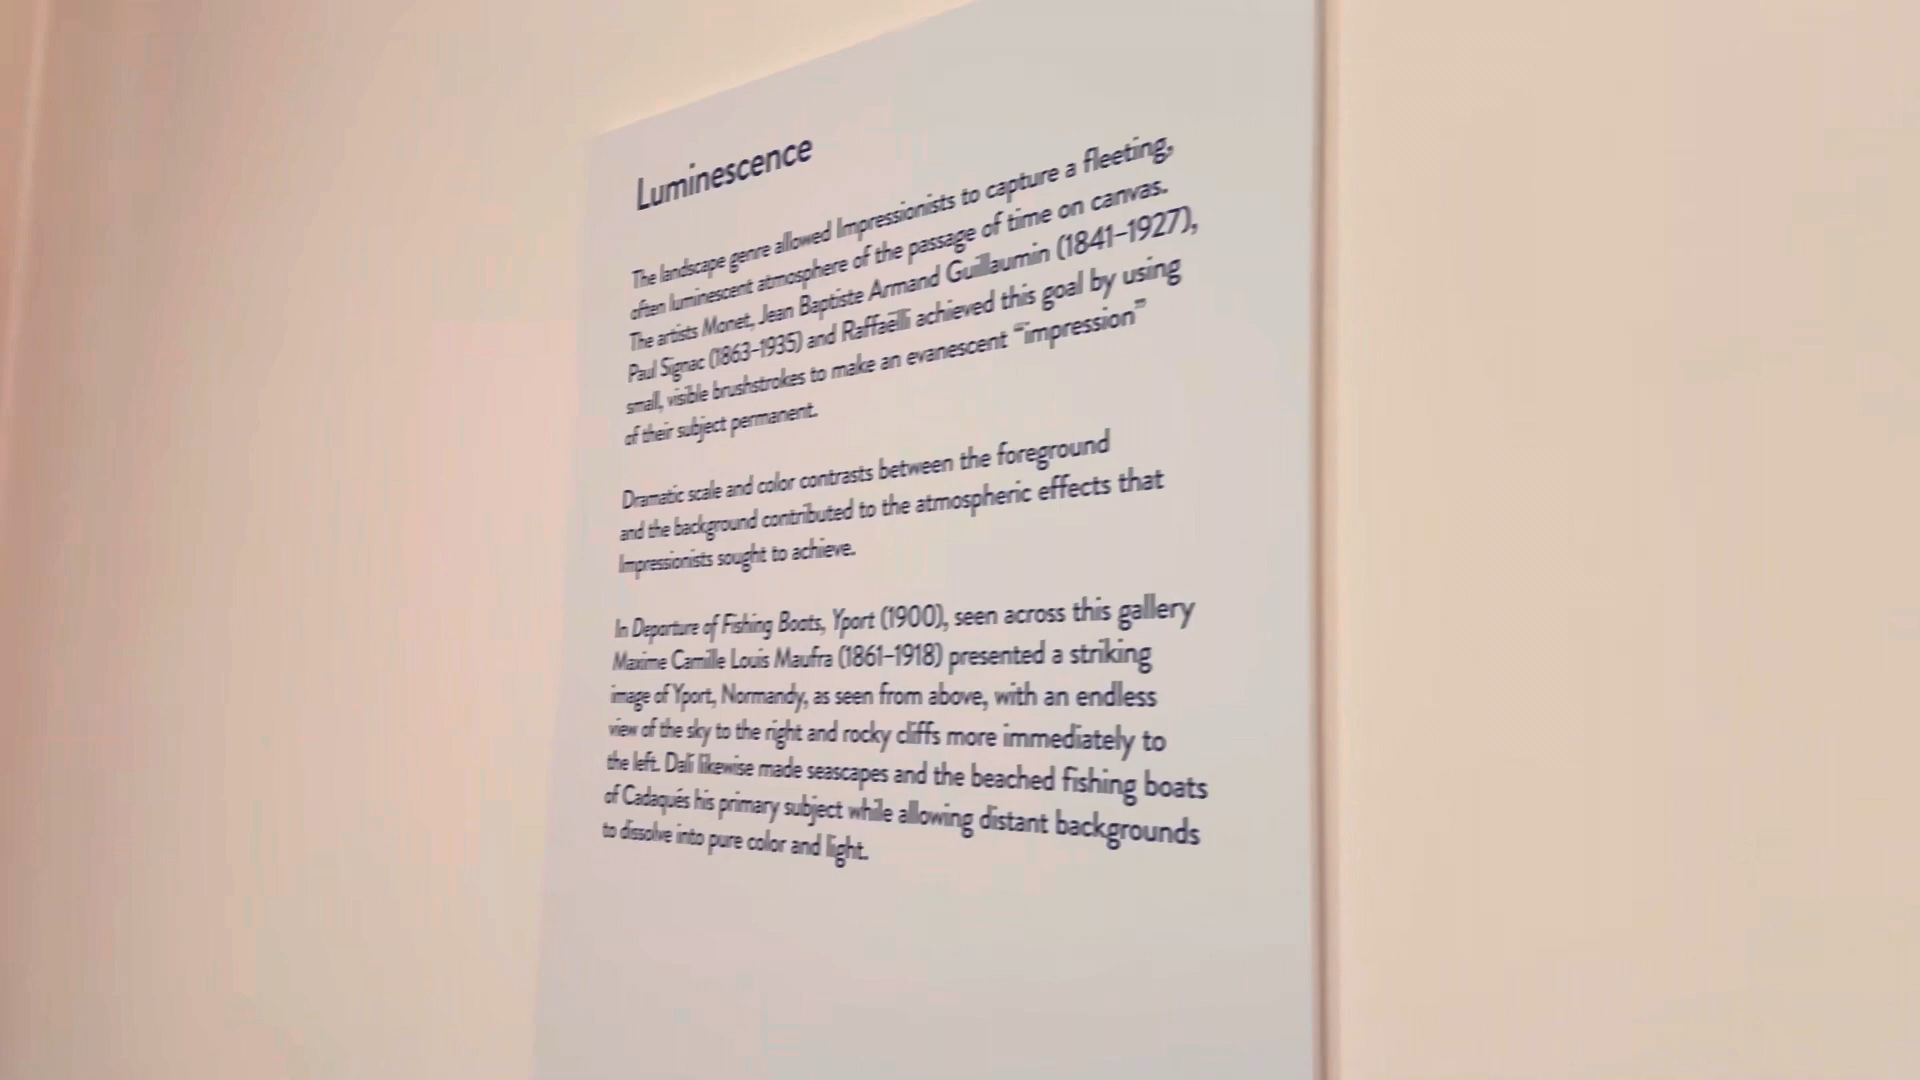 Luminescence
The landscape genre allowed Impressionists to capture a fleeting,
often luminescent atmosphere of the passage of time on canvas.
The artists Monet, Jean Baptiste Armand Guillaumin (1841–1927),
Paul Signac (1863–1935) and Raffaëlli achieved this goal by using
small, visible brushstrokes to make an evanescent “impression”
of their subject permanent.
Dramatic scale and color contrasts between the foreground
and the background contributed to the atmospheric effects that
Impressionists sought to achieve.
In Departure of Fishing Boats, Yport (1900), seen across this gallery
Maxime Camille Louis Maufra (1861–1918) presented a striking
image of Yport, Normandy, as seen from above, with an endless
view of the sky to the right and rocky cliffs more immediately to
the left. Dalí likewise made seascapes and the beached fishing boats
of Cadaqués his primary subject while allowing distant backgrounds
to dissolve into pure color and light.